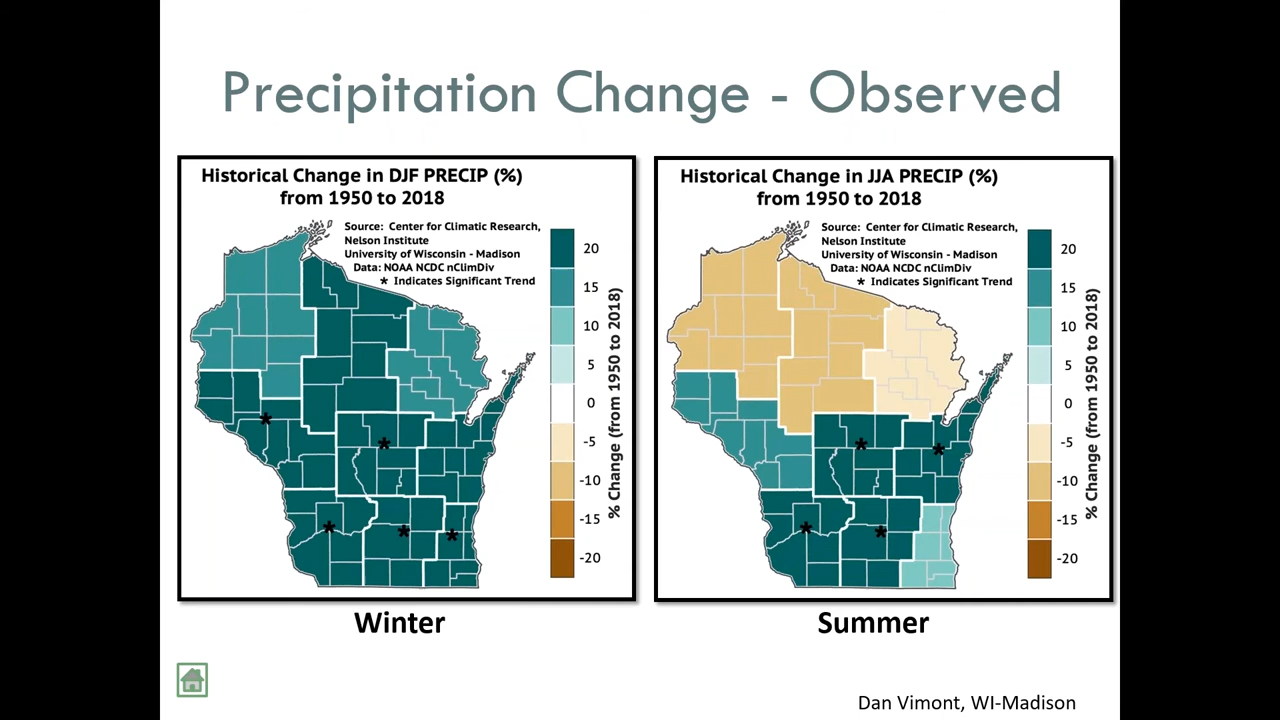 Precipitation Change - Observed
Historical Change in DJF PRECIP (%)
from 1950 to 2018
Source: Center for Climatic Research,
Nelson Institute
University of Wisconsin - Madison
Data: NOAA NCDC nClimDiv
* Indicates Significant Trend
20
15
10
5
0
-5
-10
-15
-20
% Change (from 1950 to 2018)
Winter
Historical Change in JJA PRECIP (%)
from 1950 to 2018
Source: Center for Climatic Research,
Nelson Institute
University of Wisconsin - Madison
Data: NOAA NCDC nClimDiv
* Indicates Significant Trend
20
15
10
5
0
-5
-10
-15
-20
% Change (from 1950 to 2018)
Summer
Dan Vimont, WI-Madison